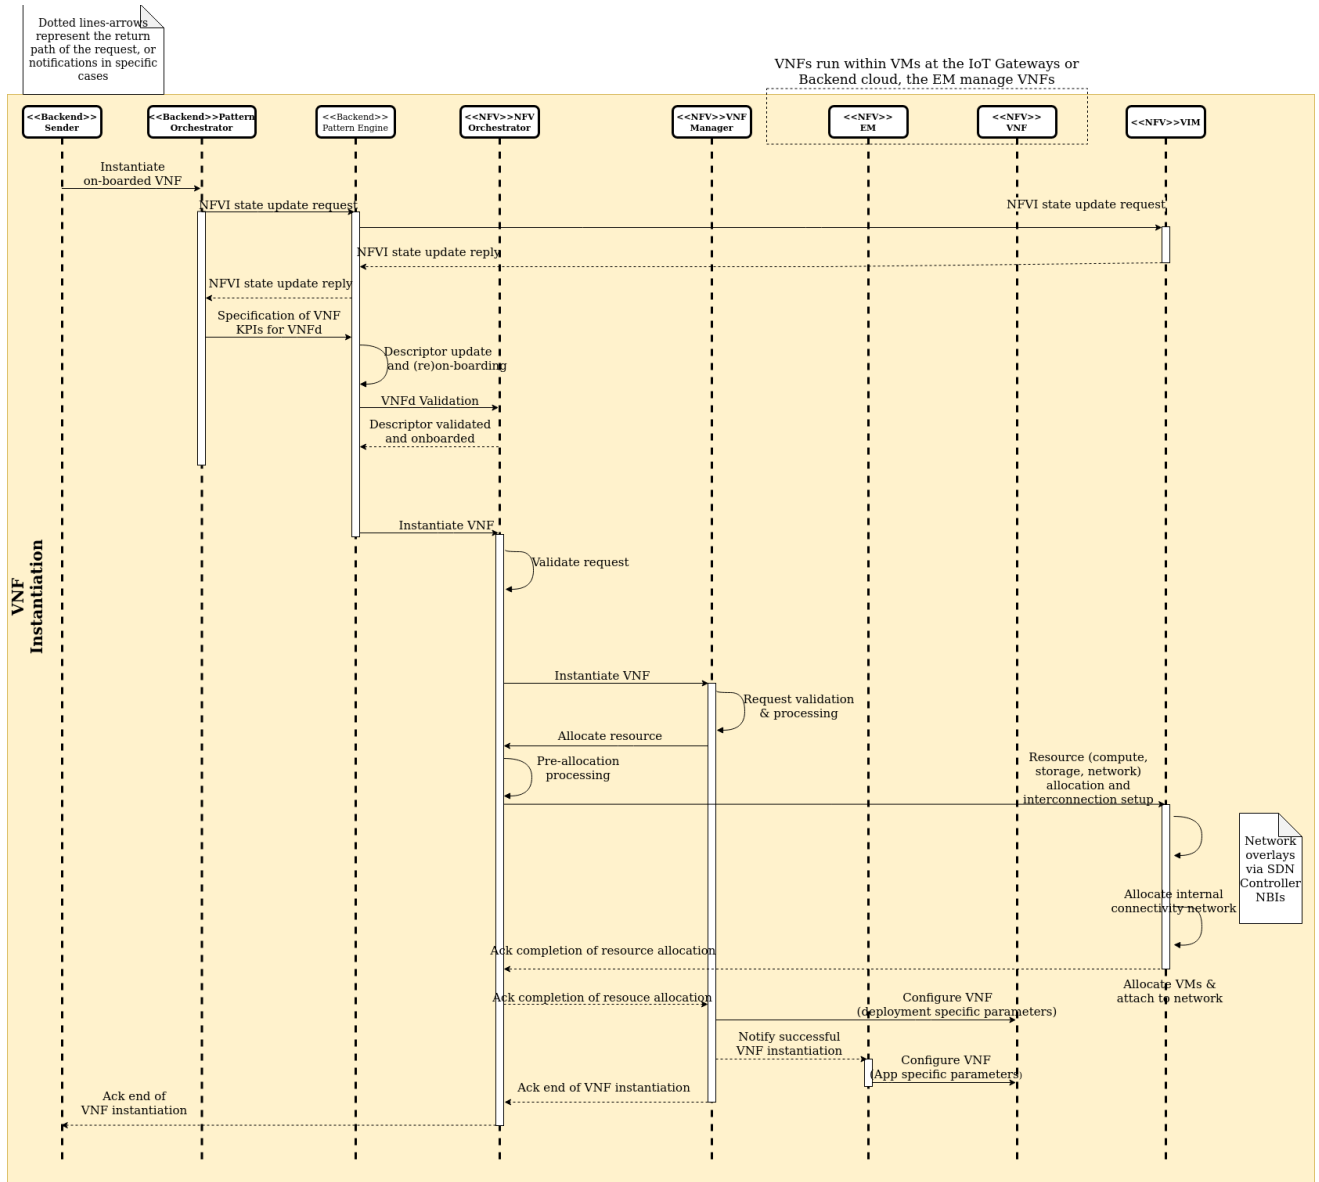 Dotted lines-arrows
represent the return
path of the request, or
notifications in specific
cases
VNFs run within VMs at the IoT Gateways or
Backend cloud, the EM manage VNFs
<<Backend>>
Sender
<<Backend>>Pattern
Orchestrator
<<Backend>>
Pattern Engine
<<NFV>>NFV
Orchestrator
<<NFV>>VNF
Manager
<<NFV>>
EM
<<NFV>>
VNF
<<NFV>>VIM
Instantiate
on-boarded VNF
NFVI state update request
NFVI state update request
NFVI state update reply
NFVI state update reply
Specification of VNF
KPIs for VNFd
Descriptor update
and (re)on-boarding
VNFd Validation
Descriptor validated
and onboarded
Instantiate VNF
Validate request
VNF
Instantiation
Instantiate VNF
Request validation
& processing
Allocate resource
Pre-allocation
processing
Resource (compute,
storage, network)
allocation and
interconnection setup
Network
overlays
via SDN
Controller
NBIs
Allocate internal
connectivity network
Ack completion of resource allocation
Allocate VMs &
attach to network
Ack completion of resouce allocation
Configure VNF
(deployment specific parameters)
Notify successful
VNF instantiation
Configure VNF
(App specific parameters)
Ack end of VNF instantiation
Ack end of
VNF instantiation